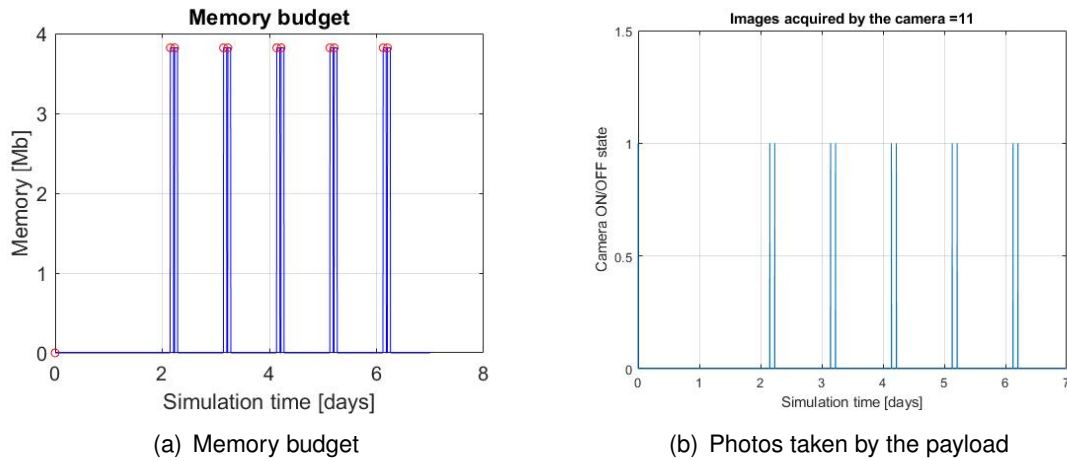 Memory budget
4
3
2
1
0
Memory [Mb]
0 2 4 6 8
Simulation time [days]
(a) Memory budget
Images acquired by the camera =11
1.5
1
0.5
0
Camera ON/OFF state
0 1 2 3 4 5 6 7
Simulation time [days]
(b) Photos taken by the payload